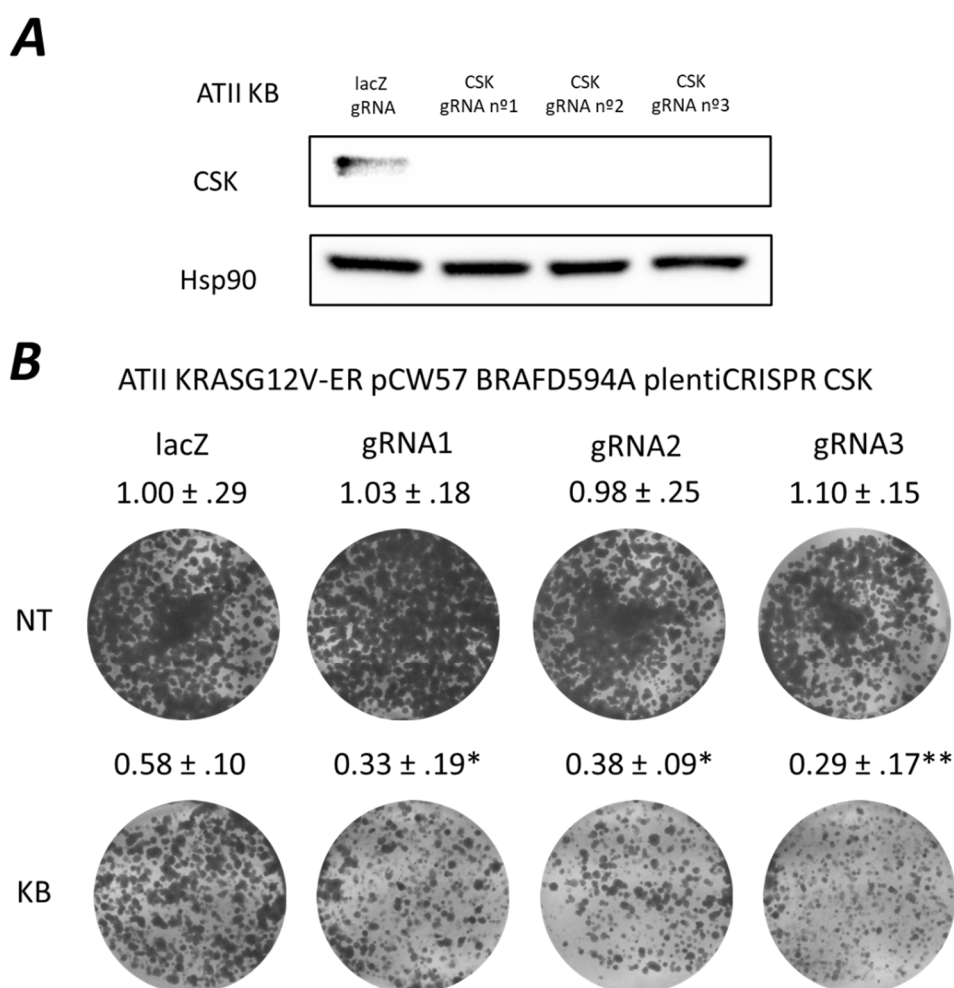 A
ATII KB
lacZ gRNA
CSK gRNA nº1
CSK gRNA nº2
CSK gRNA nº3
CSK
Hsp90
B
ATII KRASG12V-ER pCW57 BRAFD594A plentiCRISPR CSK
lacZ gRNA1 gRNA2 gRNA3
1.00 ± .29 1.03 ± .18 0.98 ± .25 1.10 ± .15
NT
0.58 ± .10 0.33 ± .19* 0.38 ± .09* 0.29 ± .17**
KB